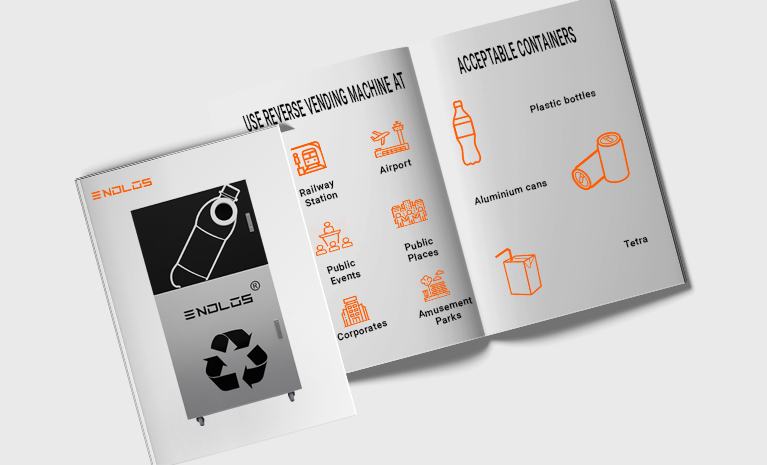 ENDLOS
ENDLOS®
USE REVERSE VENDING MACHINE AT
Railway
Station
Airport
Public
Events
Public
Places
Corporates
Amusement
Parks
ACCEPTABLE CONTAINERS
Plastic bottles
Aluminium cans
Tetra